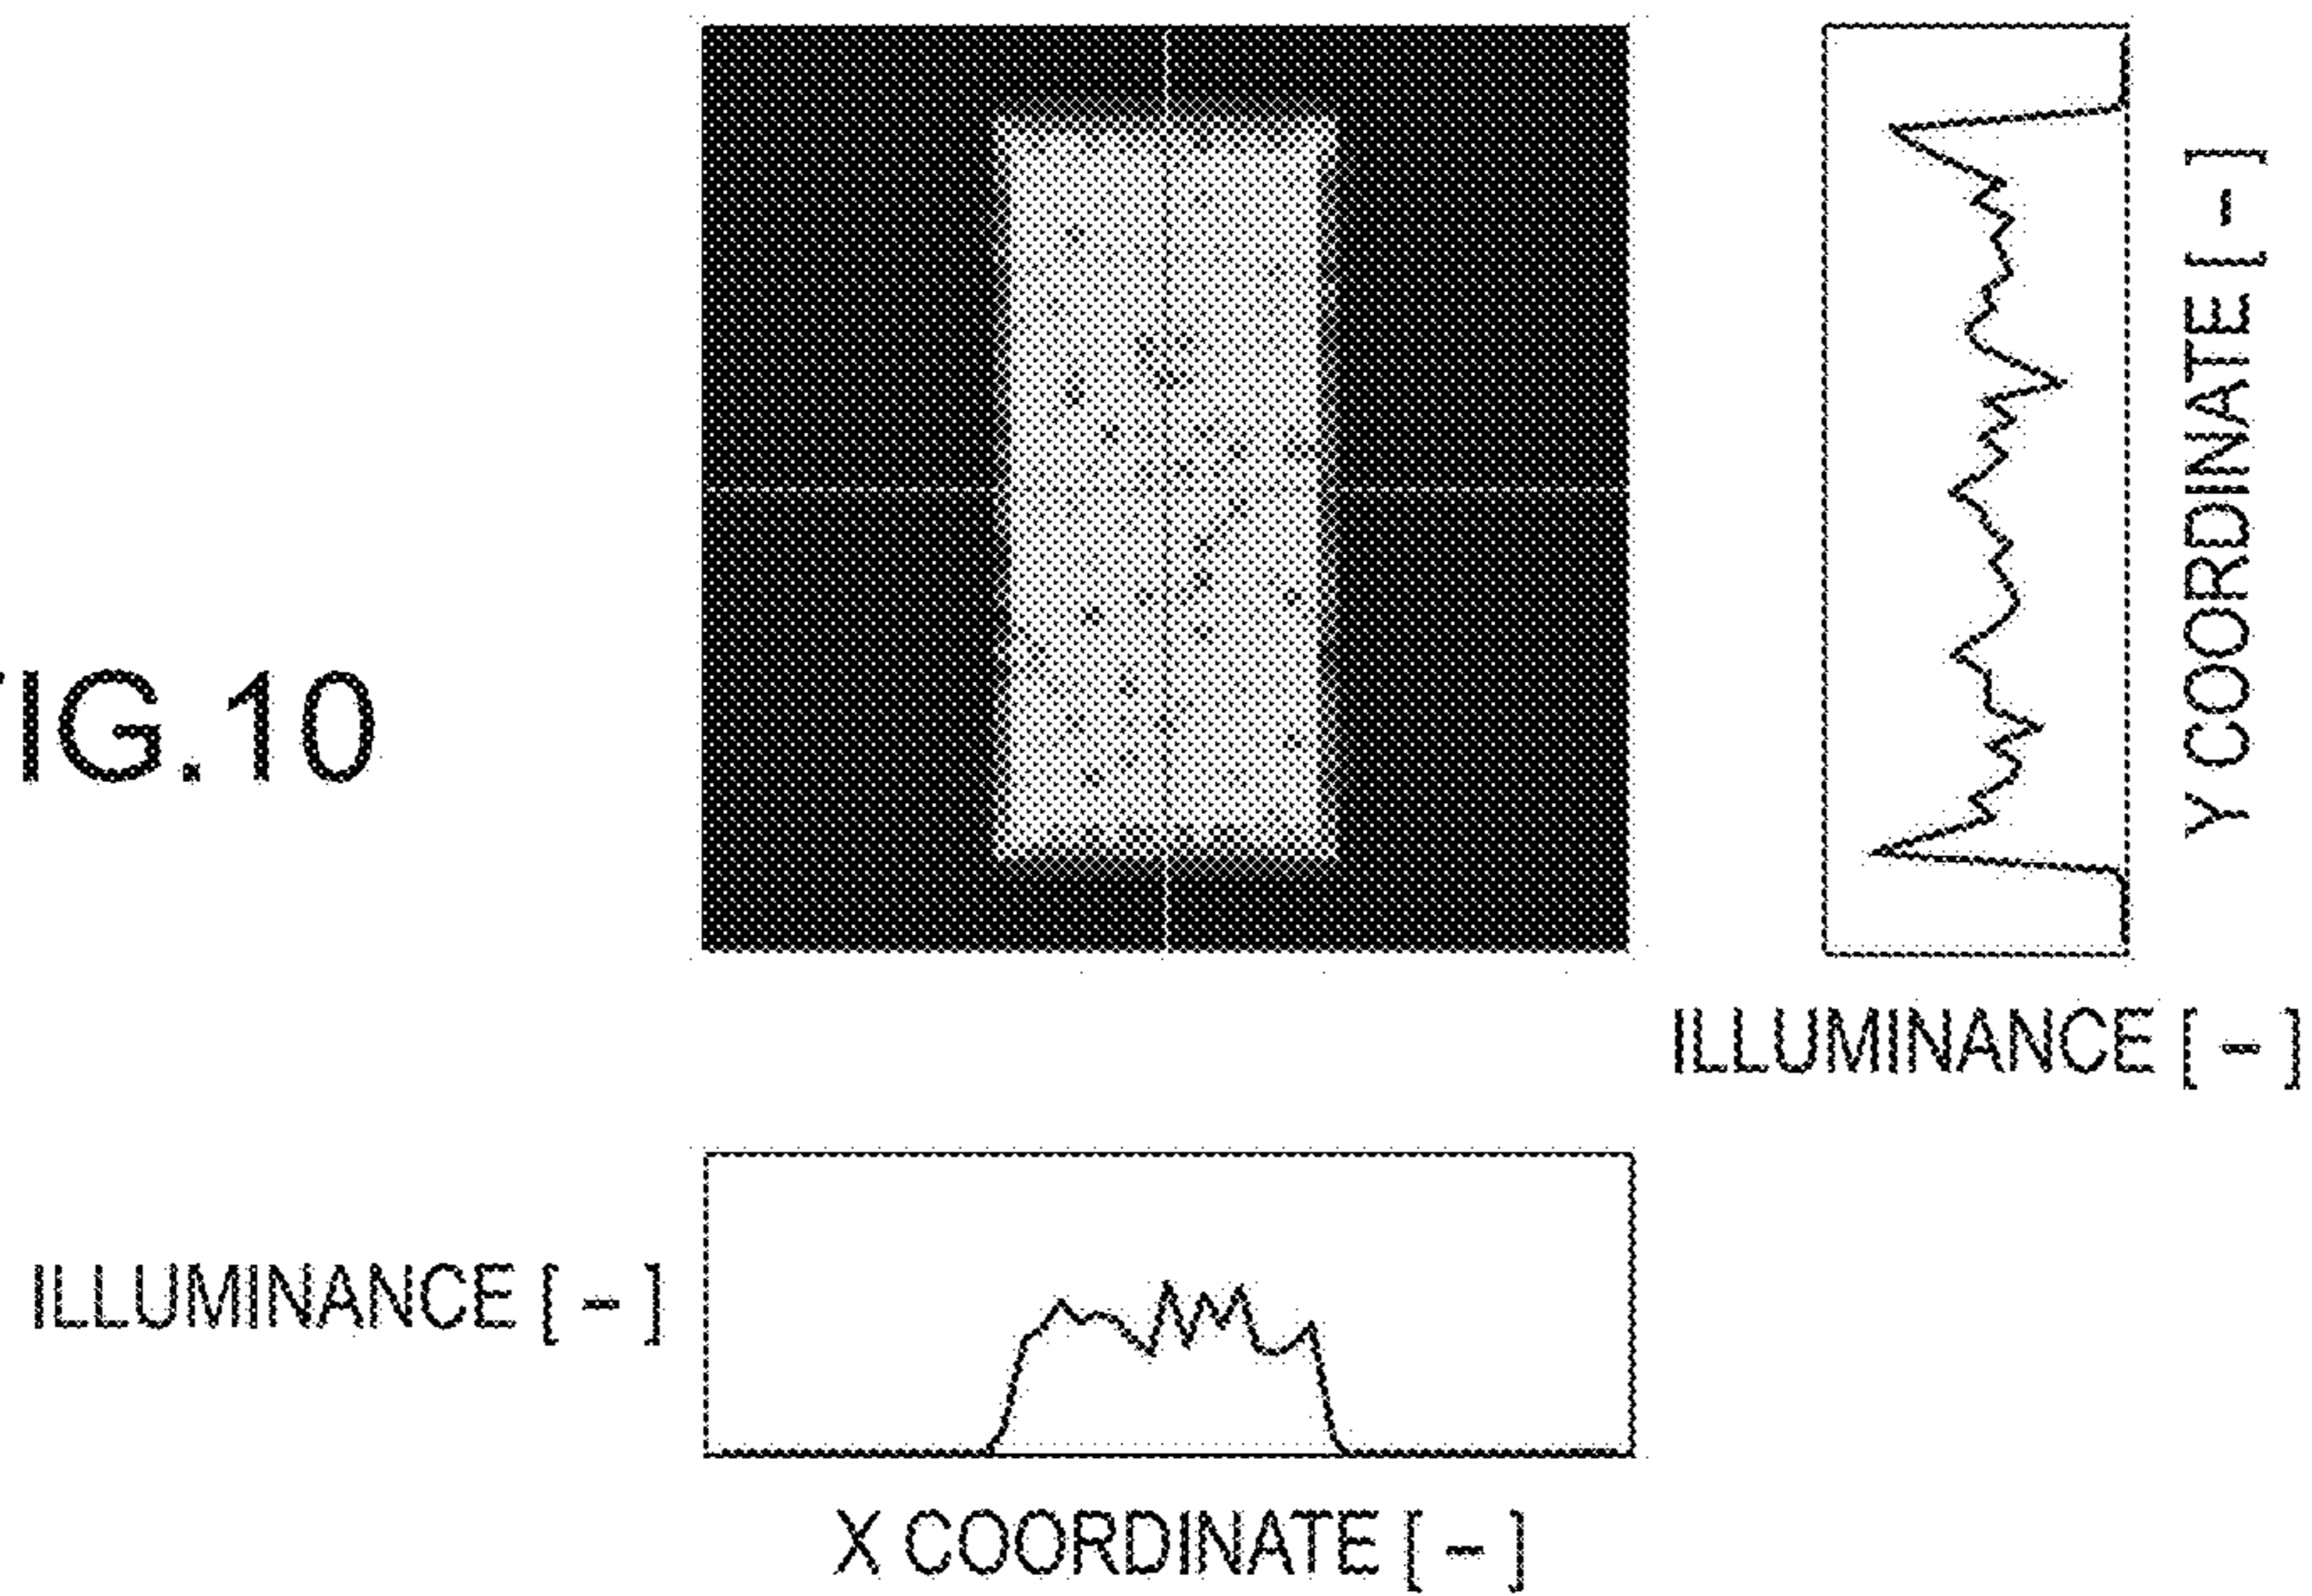 IG.10
Y COORDINATE [ - ]
ILLUMINANCE [ - ]
ILLUMINANCE [ - ]
X COORDINATE [ - ]